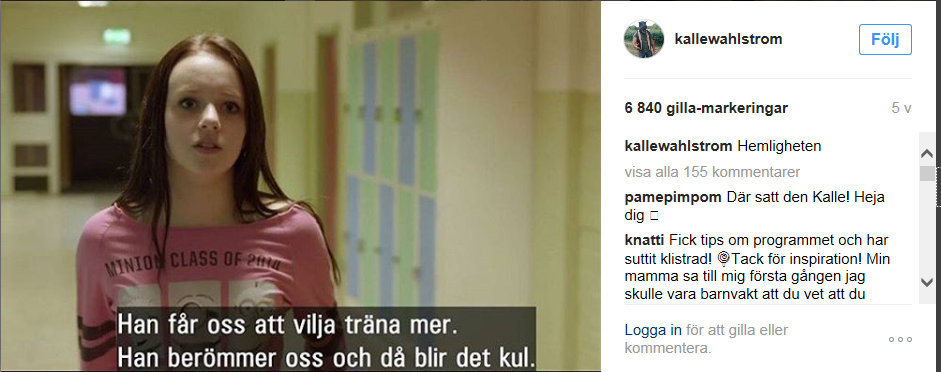 kallewahlstrom
Följ
6 840 gilla-markeringar
5 v
kallewahlstrom Hemligheten
visa alla 155 kommentarer
pamepimpom Där satt den Kalle! Heja
dig
knatti Fick tips om programmet och har
suttit klistrad! Tack för inspiration! Min
mamma sa till mig första gången jag
skulle vara barnvakt att du vet att du
Logga in för att gilla eller
kommentera.
MINION CLASS OF 2014
Han får oss att vilja träna mer.
Han berömmer oss och då blir det kul.